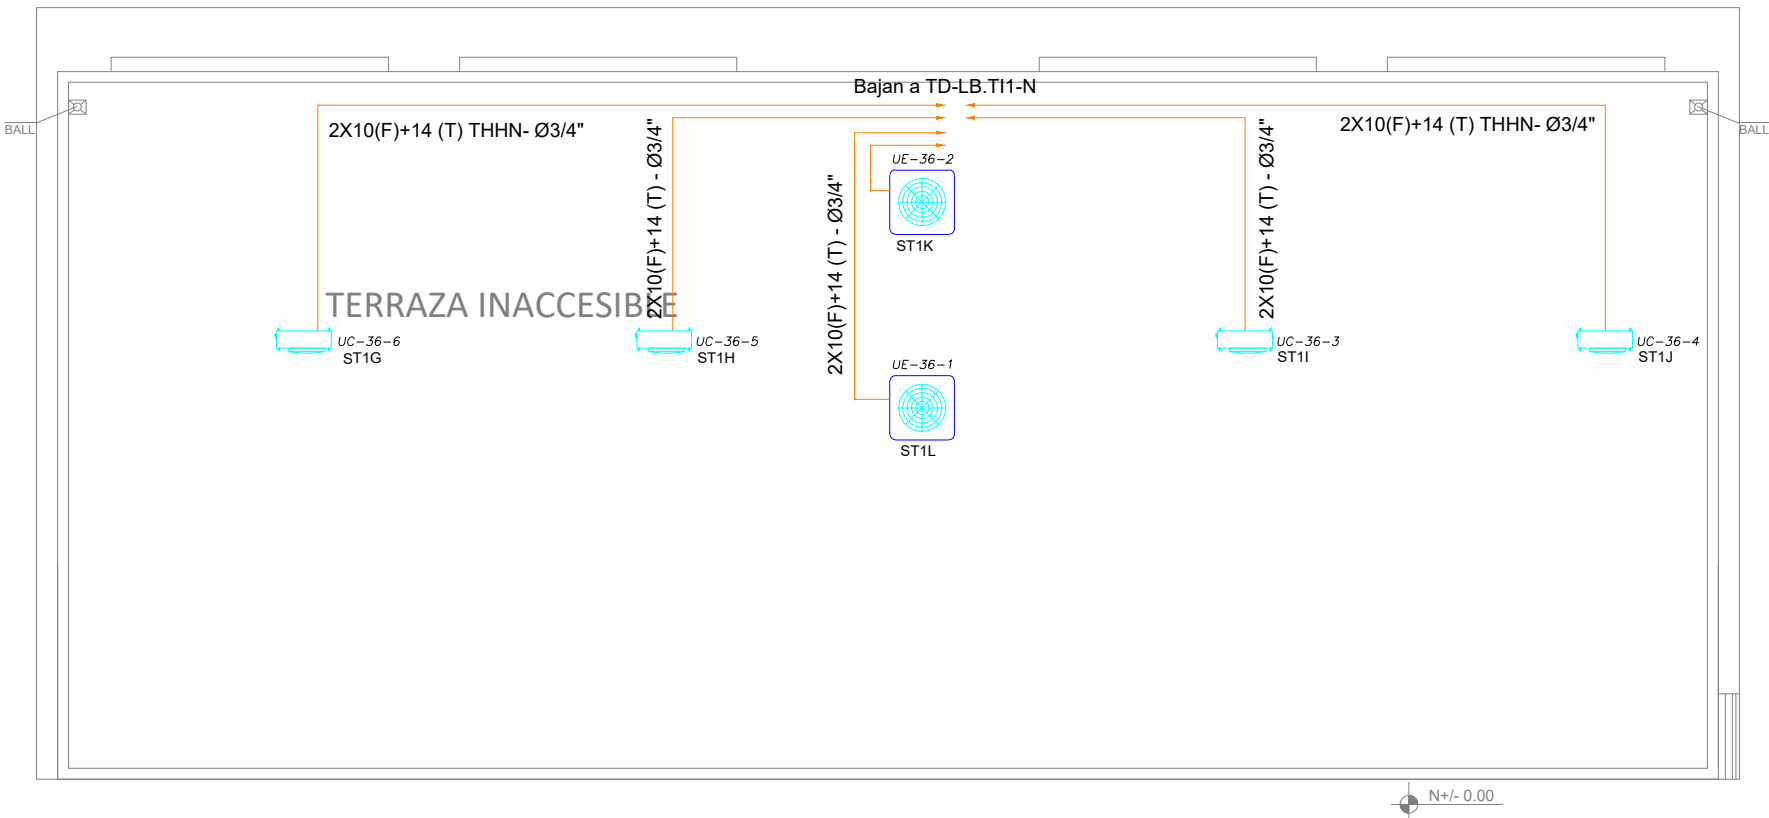 Bajan a TD-LB.TI1-N
BALL
2X10(F)+14 (T) THHN- Ø3/4"
2X10(F)+14 (T) - Ø3/4"
2X10(F)+14 (T) - Ø3/4"
UE-36-2
ST1K
2X10(F)+14 (T) - Ø3/4"
2X10(F)+14 (T) THHN- Ø3/4"
BALL
TERRAZA INACCESIBLE
UC-36-6
ST1G
UC-36-5
ST1H
UE-36-1
ST1L
UC-36-3
ST1I
UC-36-4
ST1J
N+/- 0.00